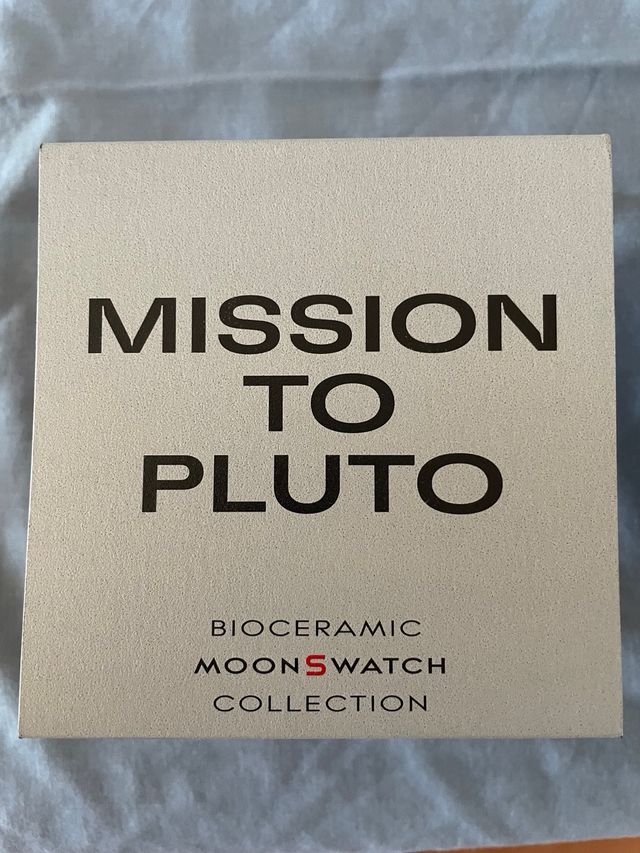 MISSION
TO
PLUTO
BIOCERAMIC
MOONSWATCH
COLLECTION